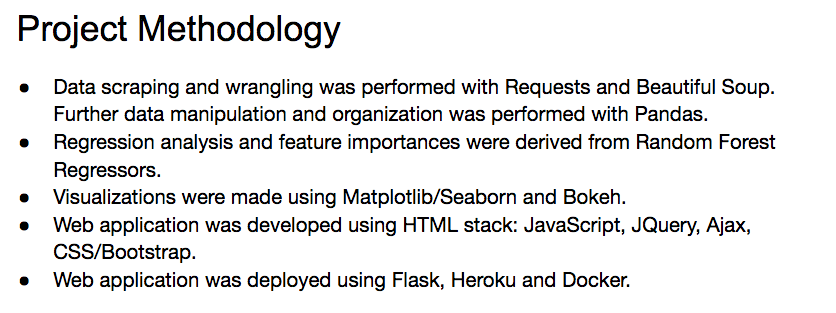 Project Methodology
● Data scraping and wrangling was performed with Requests and Beautiful Soup.
Further data manipulation and organization was performed with Pandas.
● Regression analysis and feature importances were derived from Random Forest
Regressors.
● Visualizations were made using Matplotlib/Seaborn and Bokeh.
● Web application was developed using HTML stack: JavaScript, JQuery, Ajax,
CSS/Bootstrap.
● Web application was deployed using Flask, Heroku and Docker.